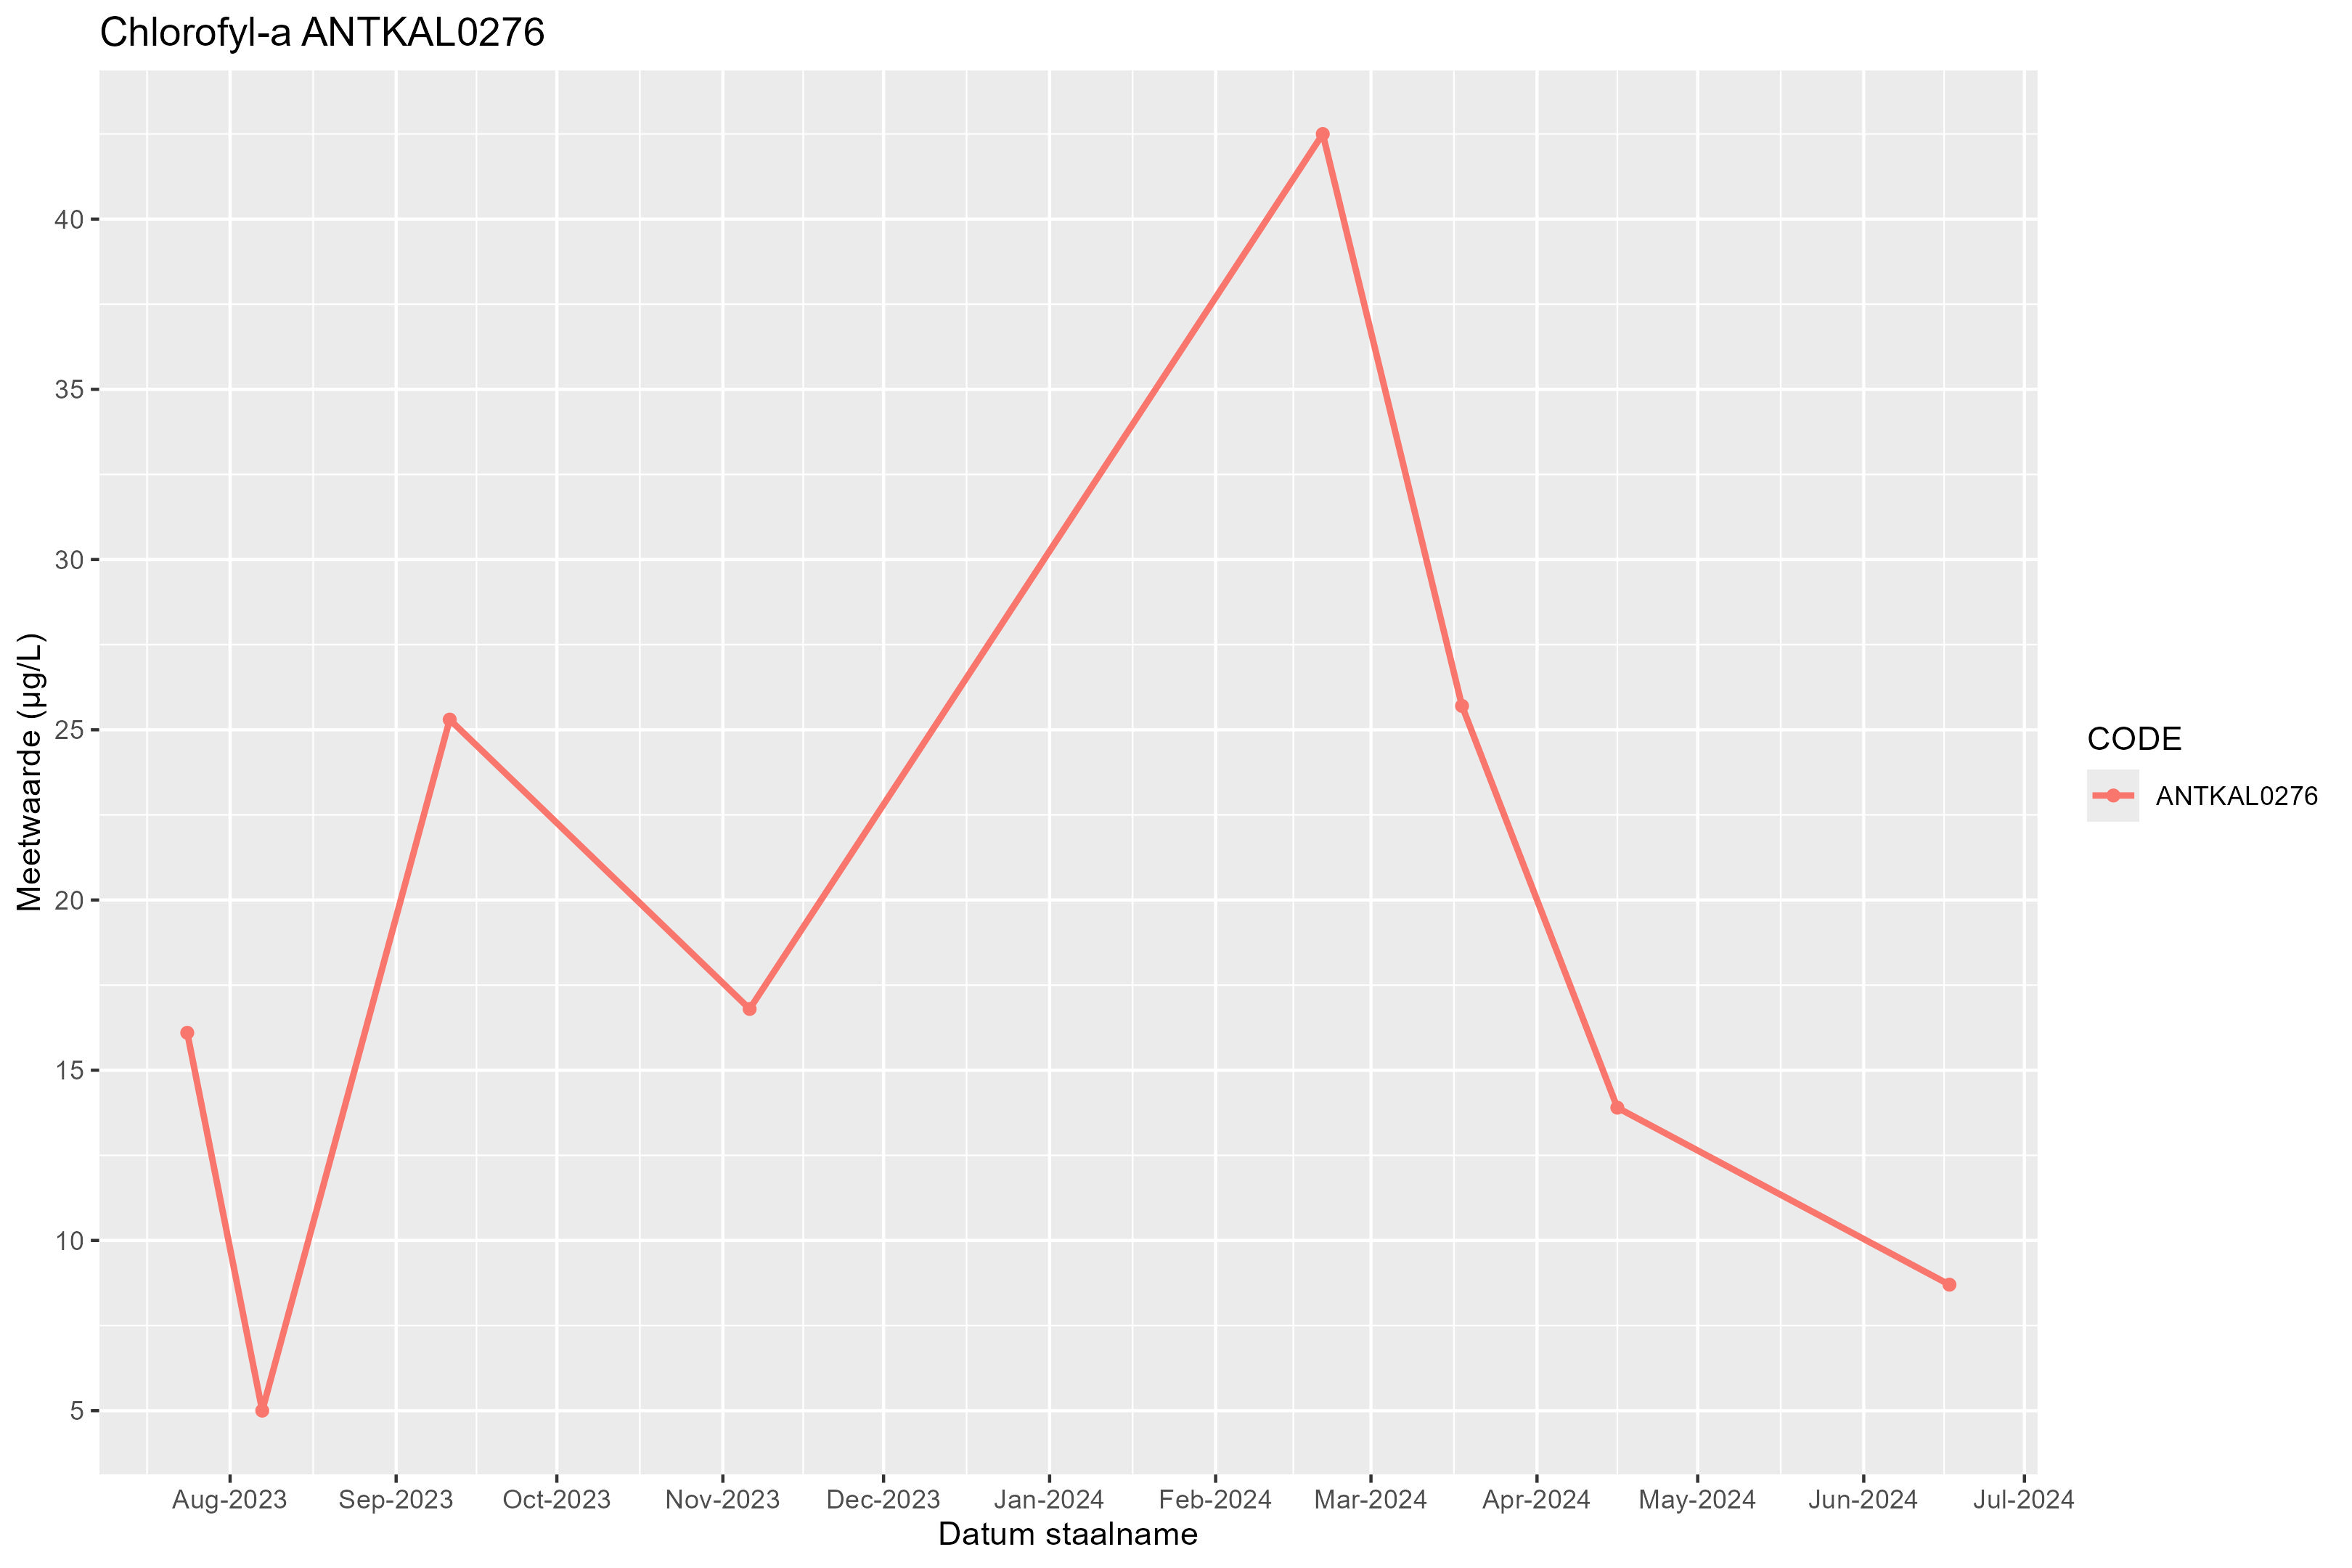 Chlorofyl-a ANTKAL0276
Meetwaarde (µg/L)
40
35
30
25
20
15
10
5
Aug-2023 Sep-2023 Oct-2023 Nov-2023 Dec-2023 Jan-2024 Feb-2024 Mar-2024 Apr-2024 May-2024 Jun-2024 Jul-2024
Datum staalname
CODE
ANTKAL0276